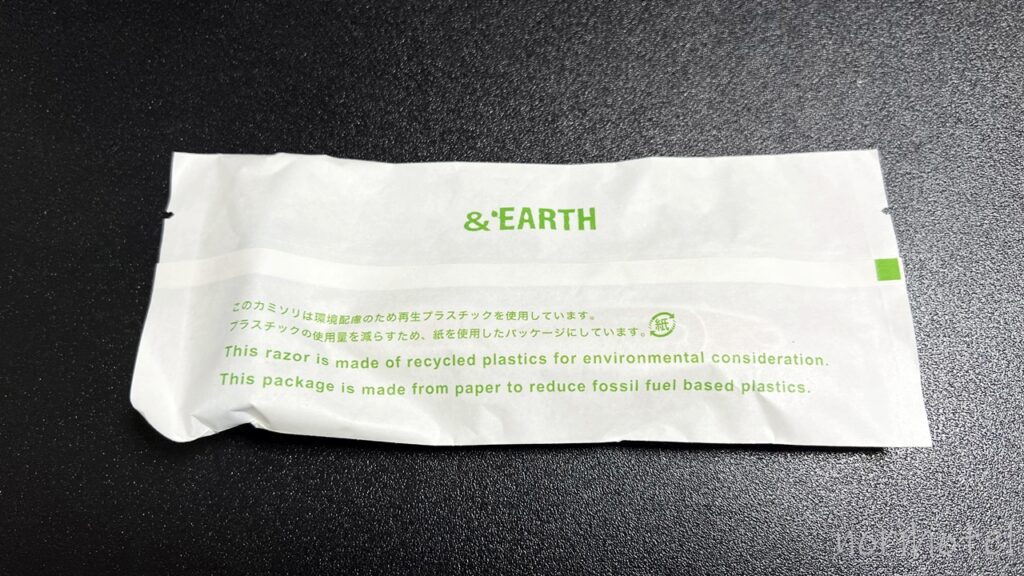 &'EARTH
このカミソリは環境配慮のため再生プラスチックを使用しています。
プラスチックの使用量を減らすため、紙を使用したパッケージにしています。 紙
This razor is made of recycled plastics for environmental consideration.
This package is made from paper to reduce fossil fuel based plastics.